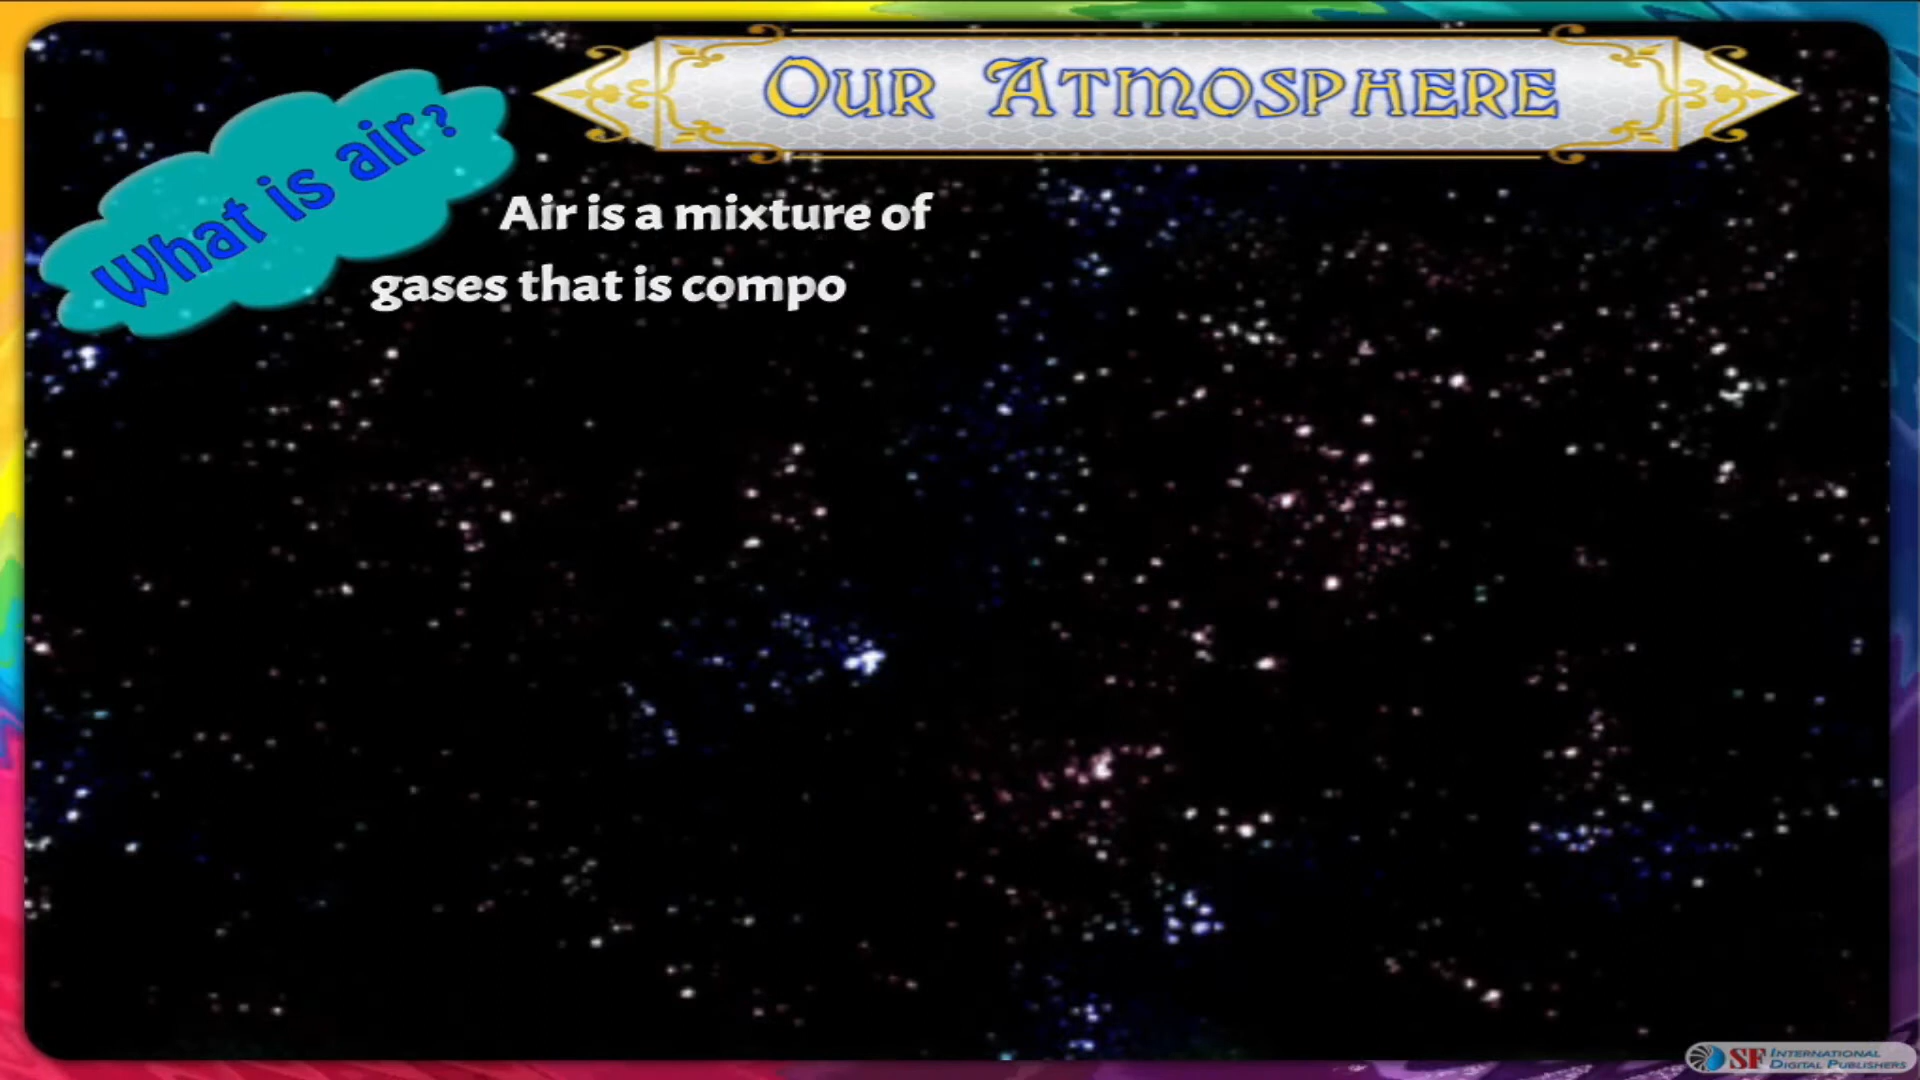 Our Atmosphere
What is air?
Air is a mixture of
gases that is compo
SF International
Digital Publishers